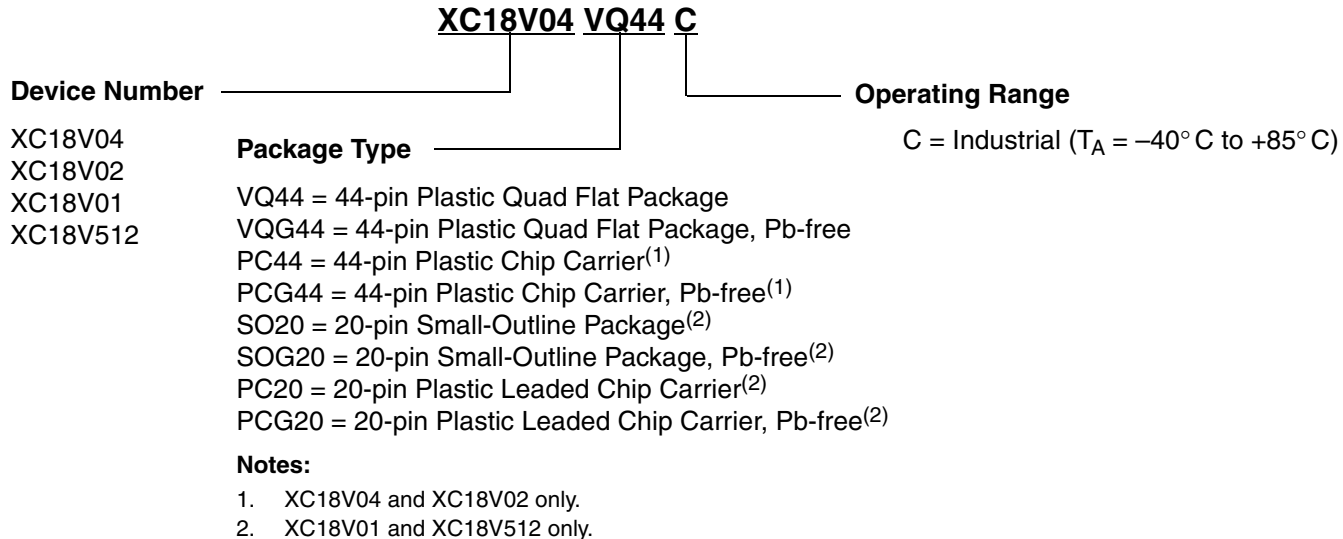 XC18V04 VQ44 C
Device Number
XC18V04
XC18V02
XC18V01
XC18V512
Package Type
VQ44 = 44-pin Plastic Quad Flat Package
VQG44 = 44-pin Plastic Quad Flat Package, Pb-free
PC44 = 44-pin Plastic Chip Carrier(1)
PCG44 = 44-pin Plastic Chip Carrier, Pb-free(1)
SO20 = 20-pin Small-Outline Package(2)
SOG20 = 20-pin Small-Outline Package, Pb-free(2)
PC20 = 20-pin Plastic Leaded Chip Carrier(2)
PCG20 = 20-pin Plastic Leaded Chip Carrier, Pb-free(2)
Notes:
1. XC18V04 and XC18V02 only.
2. XC18V01 and XC18V512 only.
Operating Range
C = Industrial (TA = –40° C to +85° C)